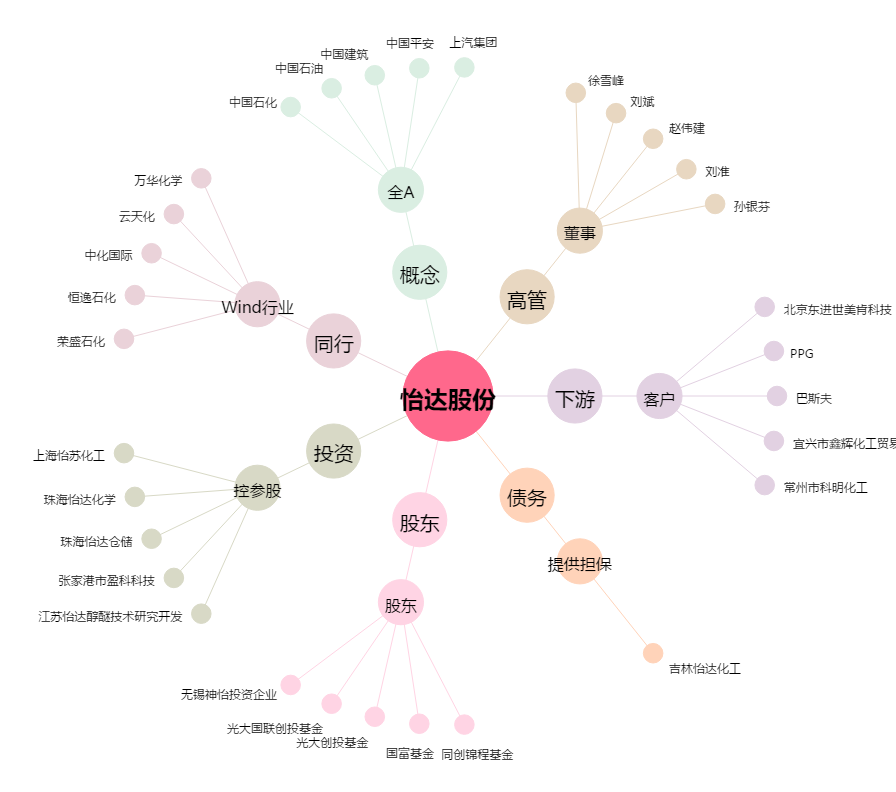 中国平安
上汽集团
中国建筑
中国石油
中国石化
徐雪峰
刘斌
赵伟建
刘准
孙银芬
万华化学
云天化
中化国际
恒逸石化
荣盛石化
全A
董事
概念
高管
Wind行业
同行
北京东进世美肯科技
PPG
巴斯夫
宜兴市鑫辉化工贸易
常州市科明化工
怡达股份
下游
客户
投资
控参股
上海怡苏化工
珠海怡达化学
珠海怡达仓储
张家港市盈科科技
江苏怡达醇醚技术研究开发
债务
股东
提供担保
股东
吉林怡达化工
无锡神怡投资企业
光大国联创投基金
光大创投基金
国富基金
同创锦程基金